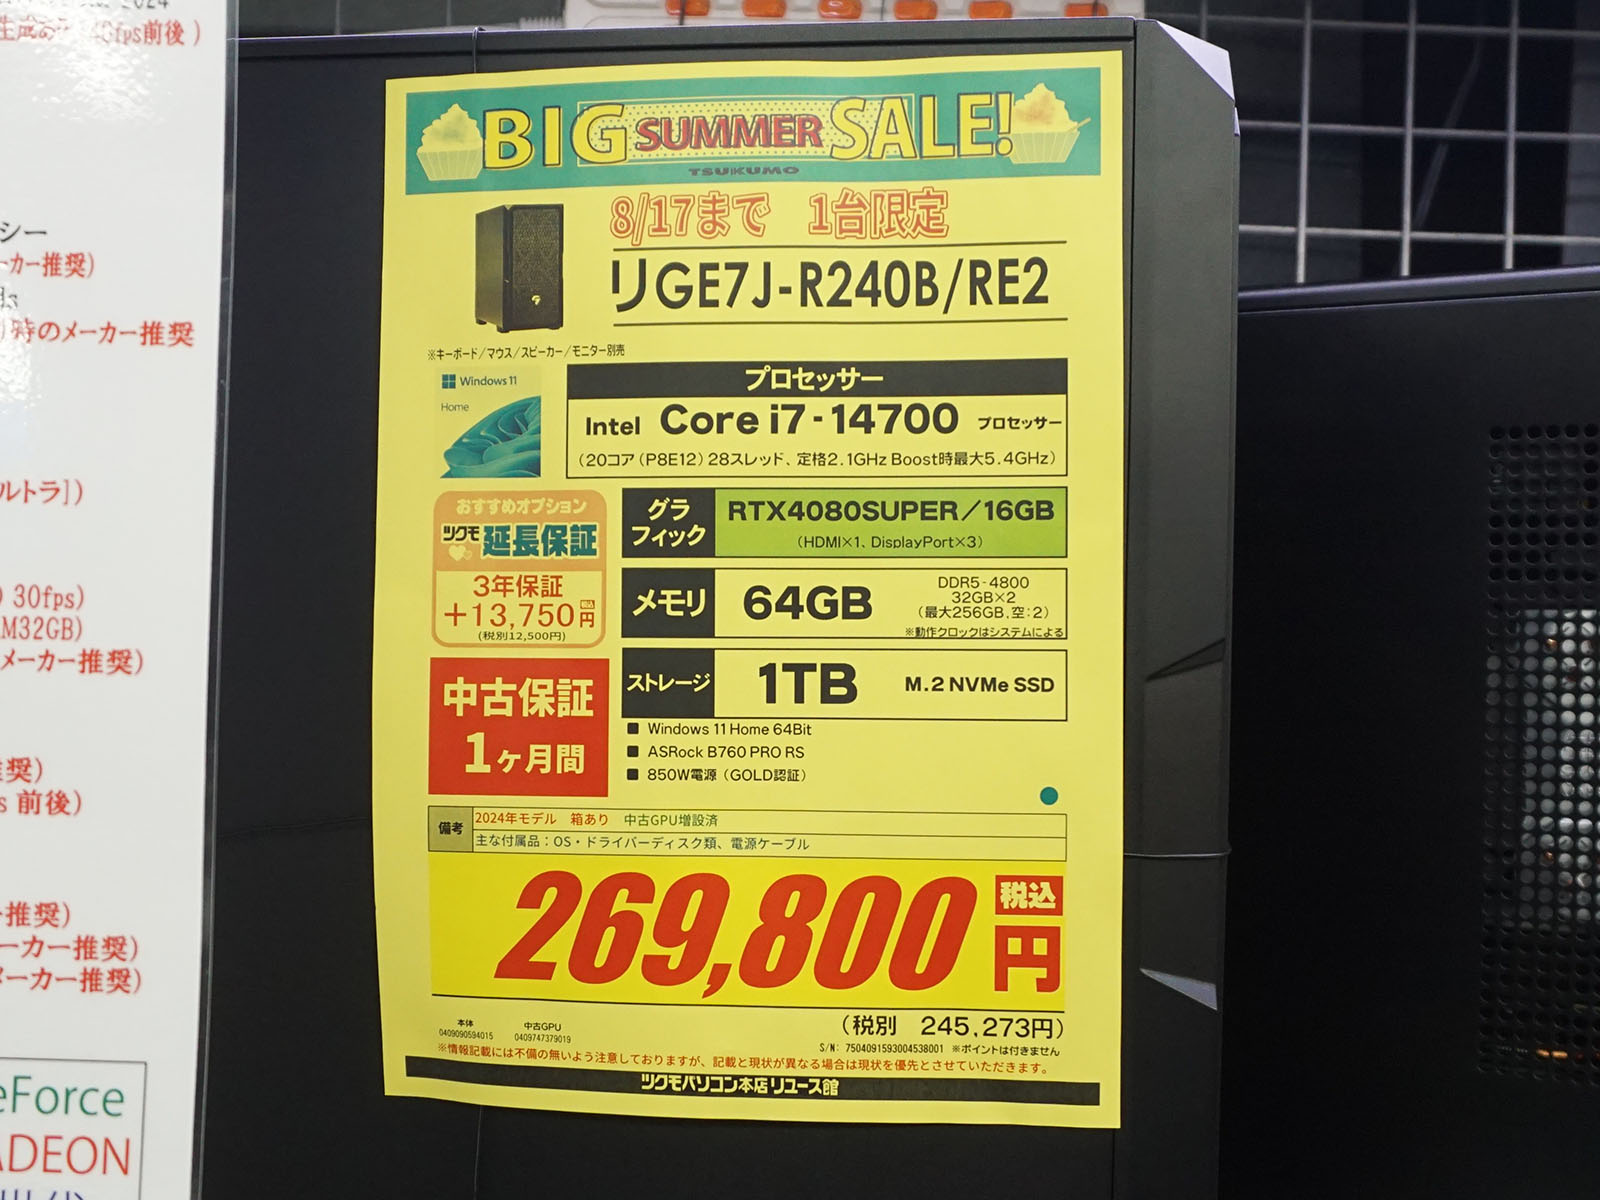 2024
生成あり 40fps前後)
シー
ーカー推奨)
り時のメーカー推奨
ルトラ])
30fps)
M32GB)
メーカー推奨)
推奨)
s 前後)
ー推奨)
ーカー推奨)
メーカー推奨)
eForce
ADEON
BIG SUMMER SALE!
TSUKUMO
8/17まで 1台限定
リGE7J-R240B/RE2
※キーボード/マウス/スピーカー/モニター別売
Windows 11
Home
プロセッサー
Intel Core i7-14700 プロセッサー
(20コア(P8E12) 28スレッド、定格2.1GHz Boost時最大5.4GHz)
おすすめオプション
ツクモ 延長保証
3年保証
+13,750税込円
(税別12,500円)
グラフィック
RTX4080SUPER/16GB
(HDMI×1、DisplayPort×3)
メモリ
64GB
DDR5-4800
32GB×2
(最大256GB、空:2)
※動作クロックはシステムによる
ストレージ
1TB M.2 NVMe SSD
中古保証
1ヶ月間
■ Windows 11 Home 64Bit
■ ASRock B760 PRO RS
■ 850W電源(GOLD認証)
備考
2024年モデル 箱あり 中古GPU増設済
主な付属品:OS・ドライバーディスク類、電源ケーブル
269,800 税込 円
(税別 245,273円)
本体
0409090594015
中古GPU
0409747379019
S/N: 7504091593004538001 ※ポイントは付きません
※情報記載には不備の無いよう注意しておりますが、記載と現状が異なる場合は現状を優先とさせていただきます。
ツクモパソコン本店リユース館